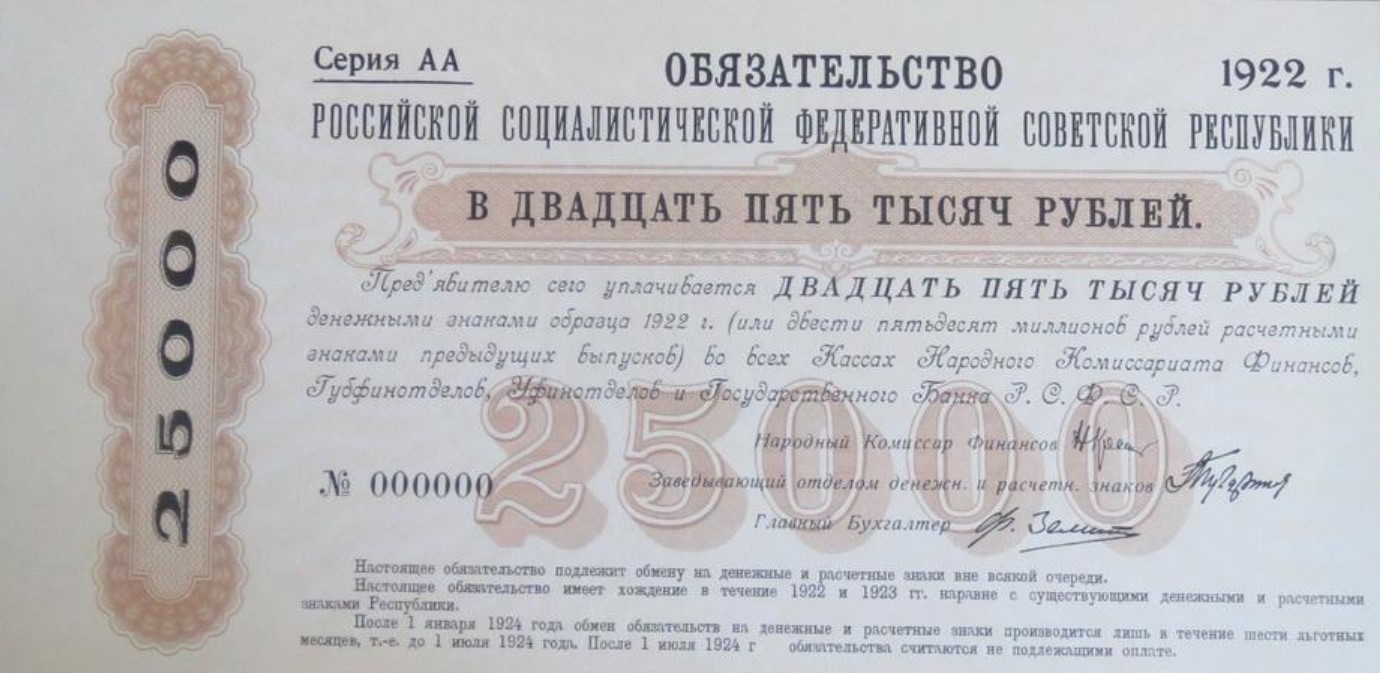 Серия АА
ОБЯЗАТЕЛЬСТВО
1922 г.
РОССИЙСКОЙ СОЦИАЛИСТИЧЕСКОЙ ФЕДЕРАТИВНОЙ СОВЕТСКОЙ РЕСПУБЛИКИ
25000
В ДВАДЦАТЬ ПЯТЬ ТЫСЯЧ РУБЛЕЙ.
Пред'явителю сего уплачивается ДВАДЦАТЬ ПЯТЬ ТЫСЯЧ РУБЛЕЙ
денежными знаками образца 1922 г. (или двести пятьдесят миллионов рублей расчетными
знаками предыдущих выпусков) во всех Кассах Народного Комиссариата Финансов,
Губфинотделов, Уфинотделов и Государственного Банка Р. С. Ф. С. Р.
25000
Народный Комиссар Финансов
№ 000000
Заведывающий отделом денежн. и расчетн. знаков
Главный Бухгалтер
Настоящее обязательство подлежит обмену на денежные и расчетные знаки вне всякой очереди.
Настоящее обязательство имеет хождение в течение 1922 и 1923 гг. наравне с существующими денежными и расчетными
знаками Республики.
После 1 января 1924 года обмен обязательств на денежные и расчетные знаки производится лишь в течение шести льготных
месяцев, т.-е. до 1 июля 1924 года. После 1 июля 1924 г обязательства считаются не подлежащими оплате.